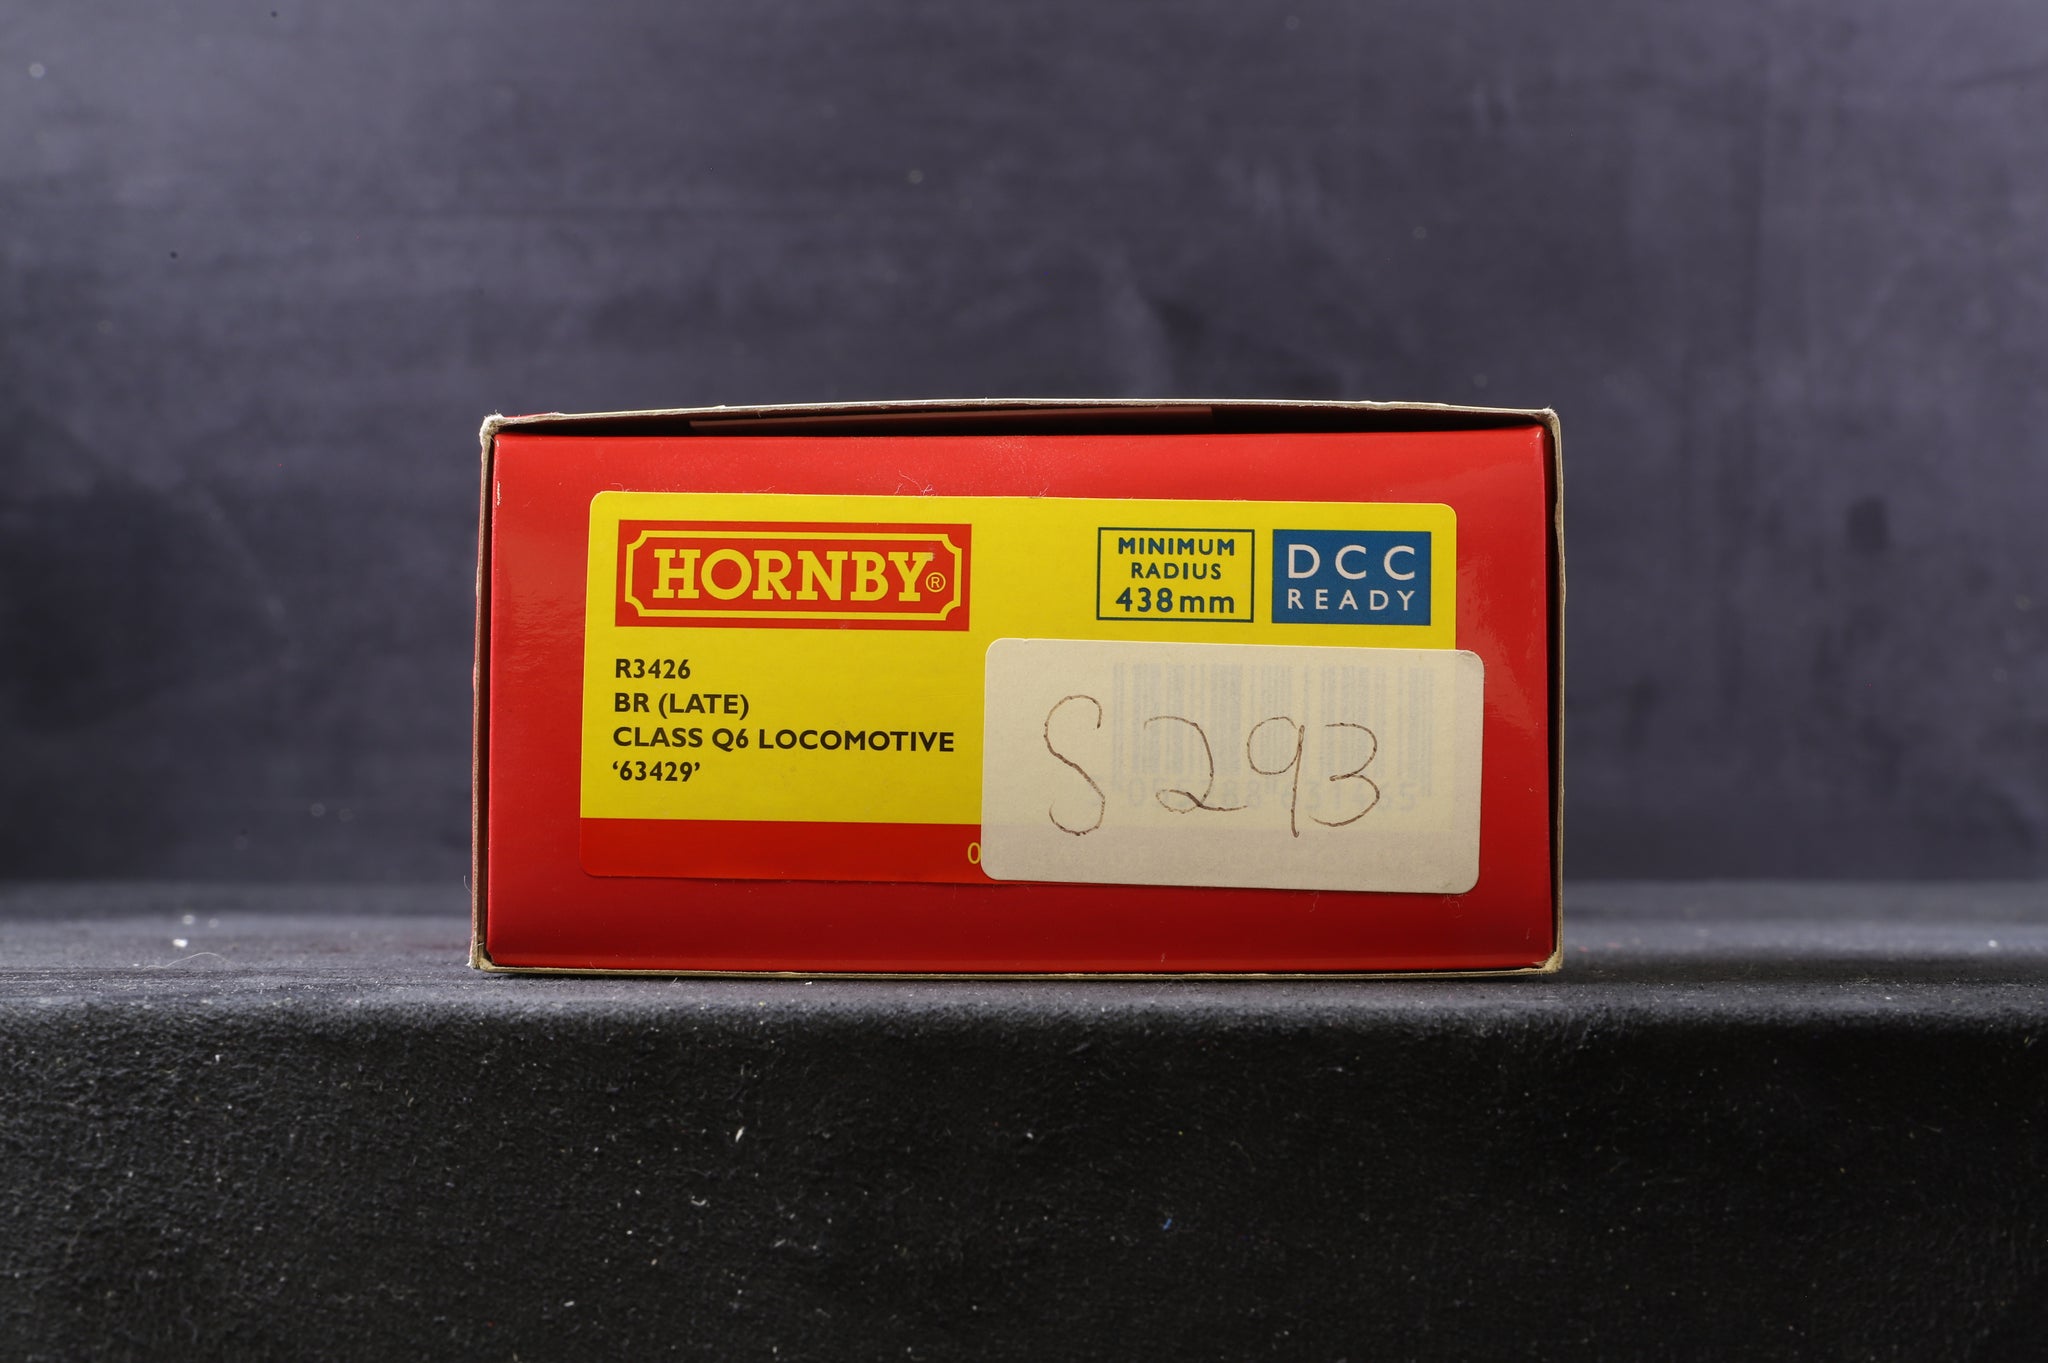 HORNBY®
MINIMUM
RADIUS
438mm
DCC
READY
R3426
BR (LATE)
CLASS Q6 LOCOMOTIVE
‘63429’
S293